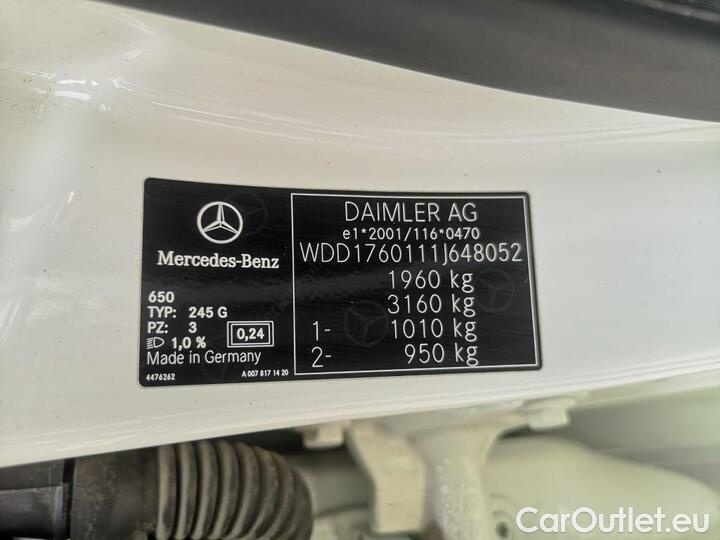 Mercedes-Benz
650
TYP: 245 G
PZ: 3
0,24
1,0 %
Made in Germany
4476262
A 007 817 14 20
DAIMLER AG
e1*2001/116*0470
WDD1760111J648052
1960 kg
3160 kg
1- 1010 kg
2- 950 kg
CarOutlet.eu